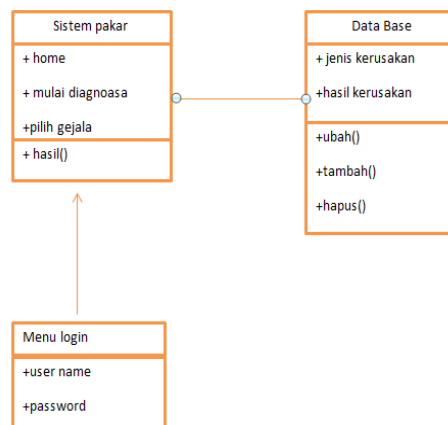 Sistem pakar
+ home
+ mulai diagnoasa
+pilih gejala
+ hasil()
Data Base
+ jenis kerusakan
+hasil kerusakan
+ubah()
+tambah()
+hapus()
Menu login
+user name
+password